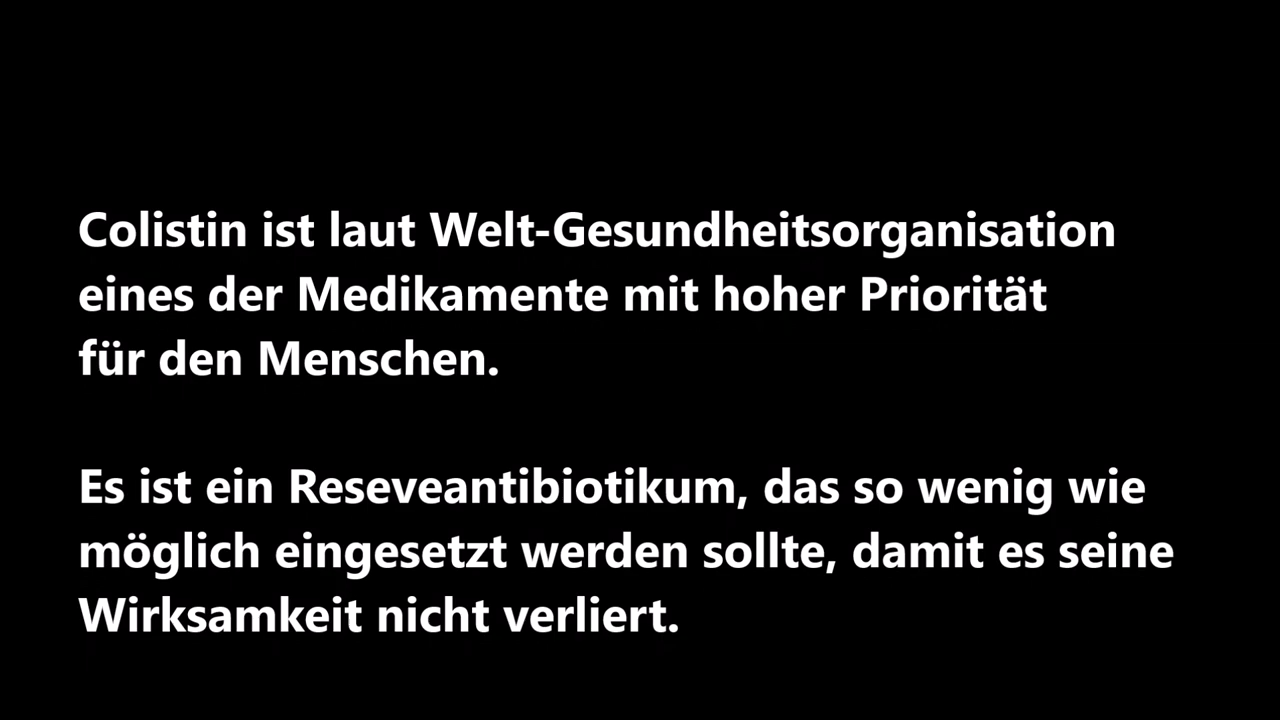 Colistin ist laut Welt-Gesundheitsorganisation
eines der Medikamente mit hoher Priorität
für den Menschen.
Es ist ein Reseveantibiotikum, das so wenig wie
möglich eingesetzt werden sollte, damit es seine
Wirksamkeit nicht verliert.